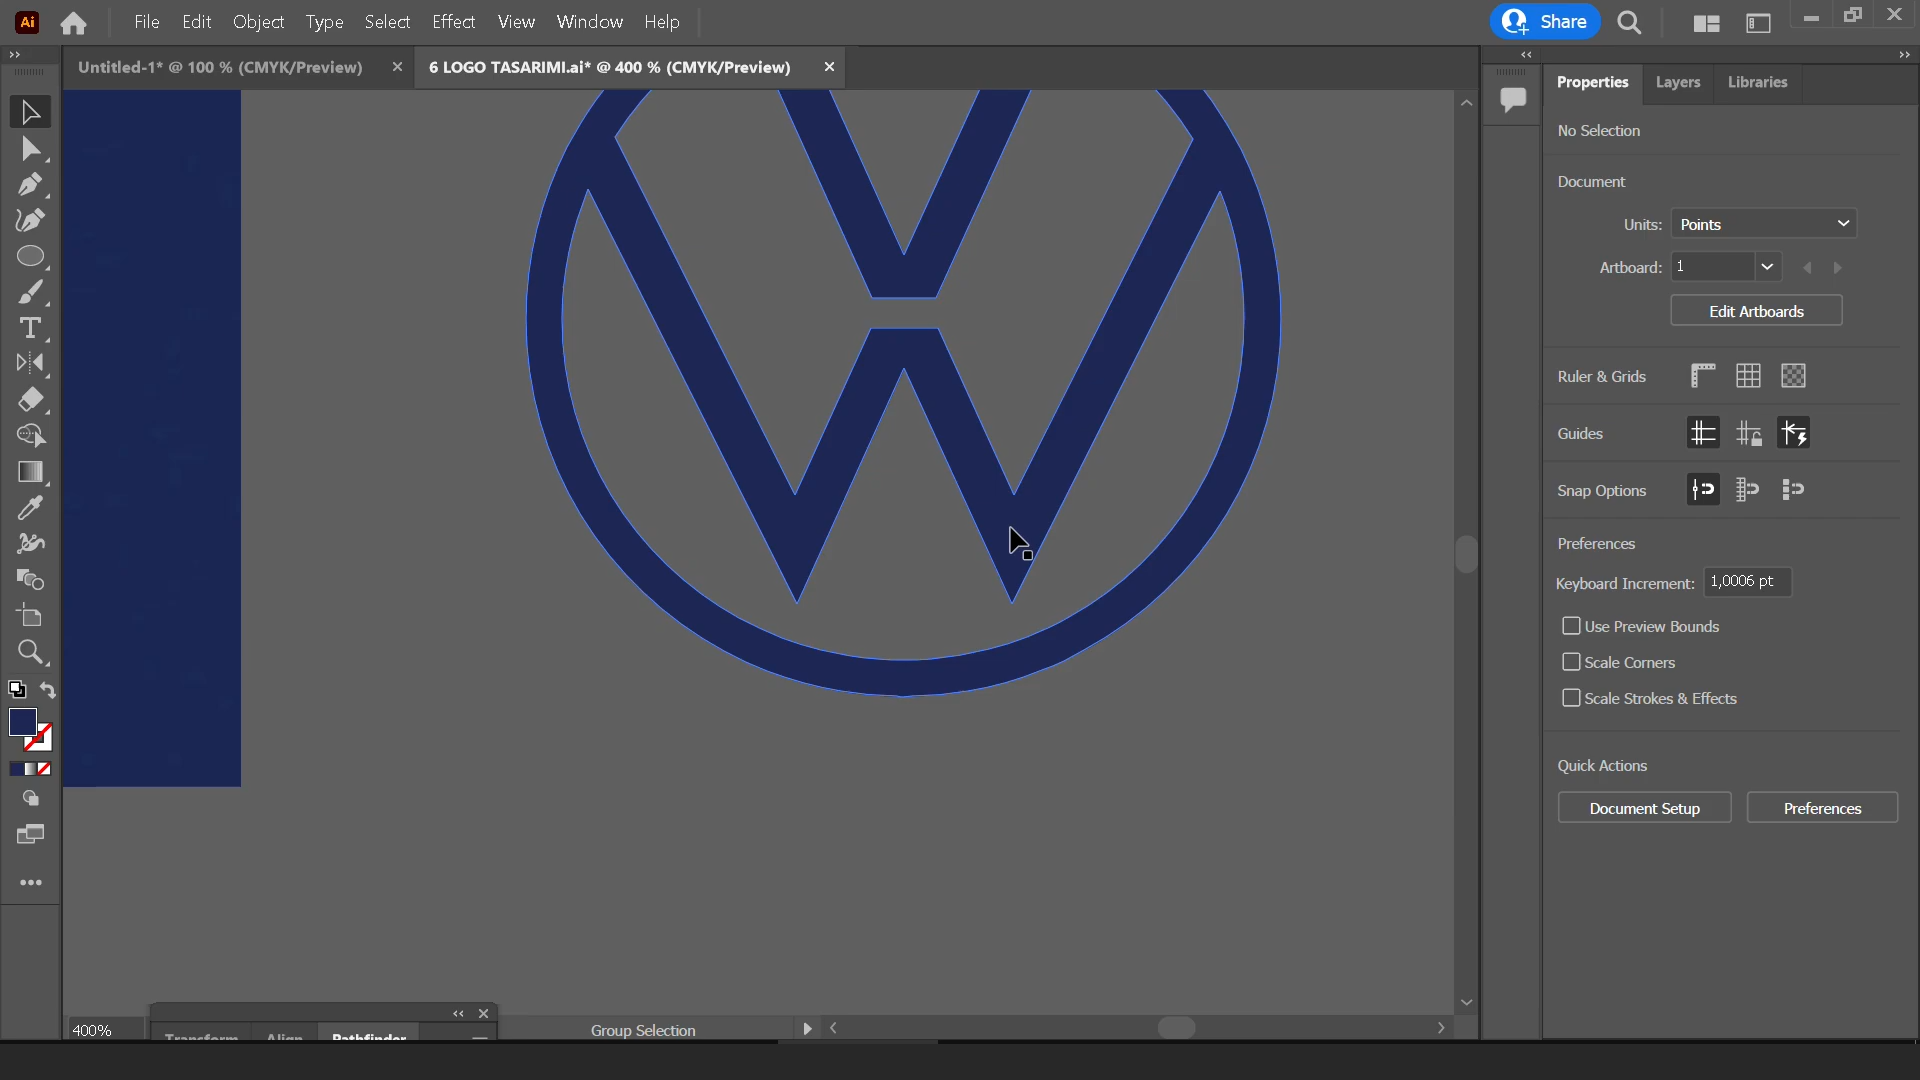 Ai File Edit Object Type Select Effect View Window Help Share
Untitled-1* @ 100 % (CMYK/Preview) 6 LOGO TASARIMI.ai* @ 400 % (CMYK/Preview)
Properties Layers Libraries
No Selection
Document
Units: Points
Artboard: 1
Edit Artboards
Ruler & Grids
Guides
Snap Options
Preferences
Keyboard Increment: 1,0006 pt
Use Preview Bounds
Scale Corners
Scale Strokes & Effects
Quick Actions
Document Setup Preferences
400% Transform Align Pathfinder Group Selection